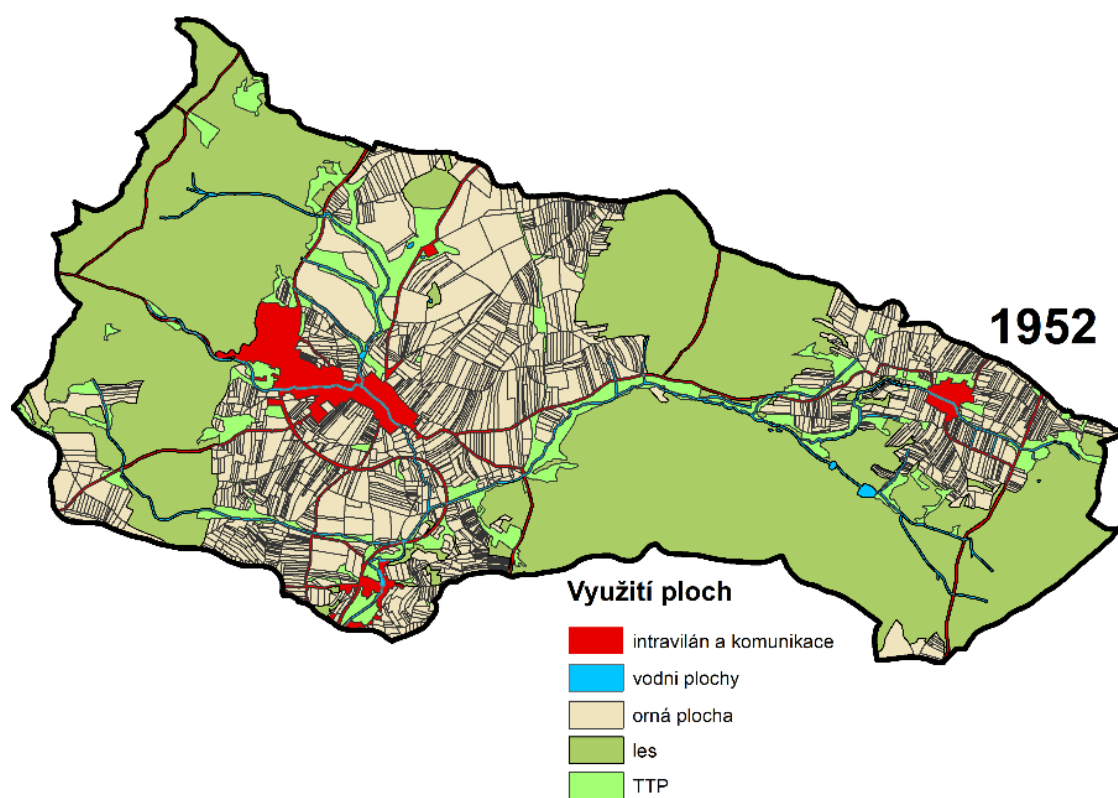 1952
Využití ploch
intravilán a komunikace
vodni plochy
orná plocha
les
TTP